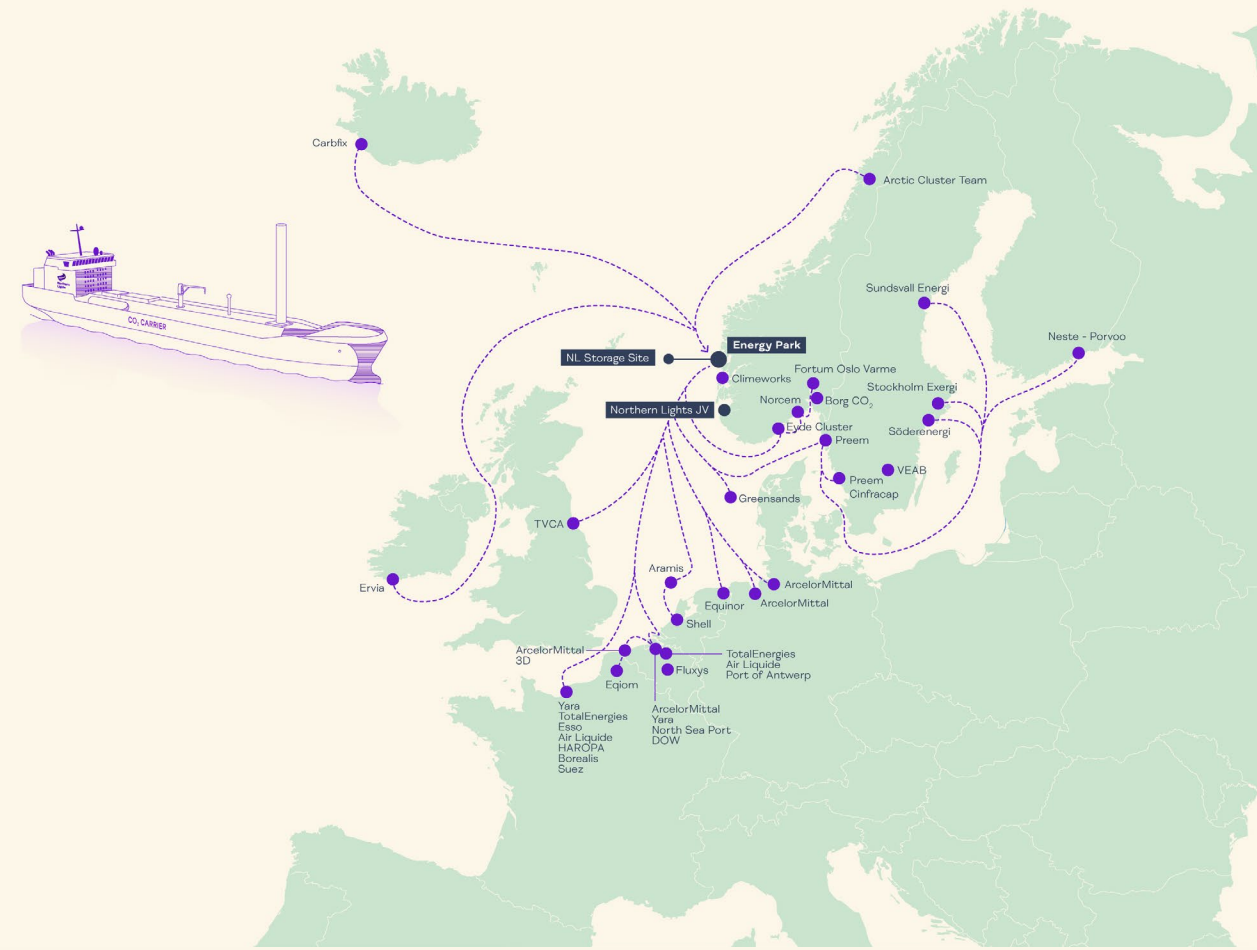 Carbfix
Arctic Cluster Team
Sundsvall Energi
Neste - Porvoo
Energy Park
NL Storage Site
CO₂ CARRIER
Climeworks
Fortum Oslo Varme
Stockholm Exergi
Norcem
Borg CO₂
Northern Lights JV
Eyde Cluster
Söderenergi
Preem
VEAB
Preem
Cinfracap
Greensands
TVCA
Aramis
Ervia
ArcelorMittal
Equinor
ArcelorMittal
Shell
ArcelorMittal
3D
TotalEnergies
Air Liquide
Port of Antwerp
Fluxys
Eqiom
Yara
TotalEnergies
Esso
Air Liquide
HAROPA
Borealis
Suez
ArcelorMittal
Yara
North Sea Port
DOW